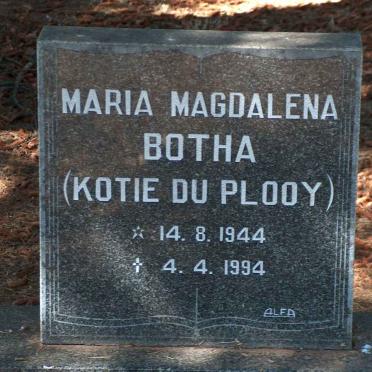 MARIA MAGDALENA
BOTHA
(KOTIE DU PLOOY)
☆ 14. 8. 1944
✝ 4. 4. 1994
ALFA